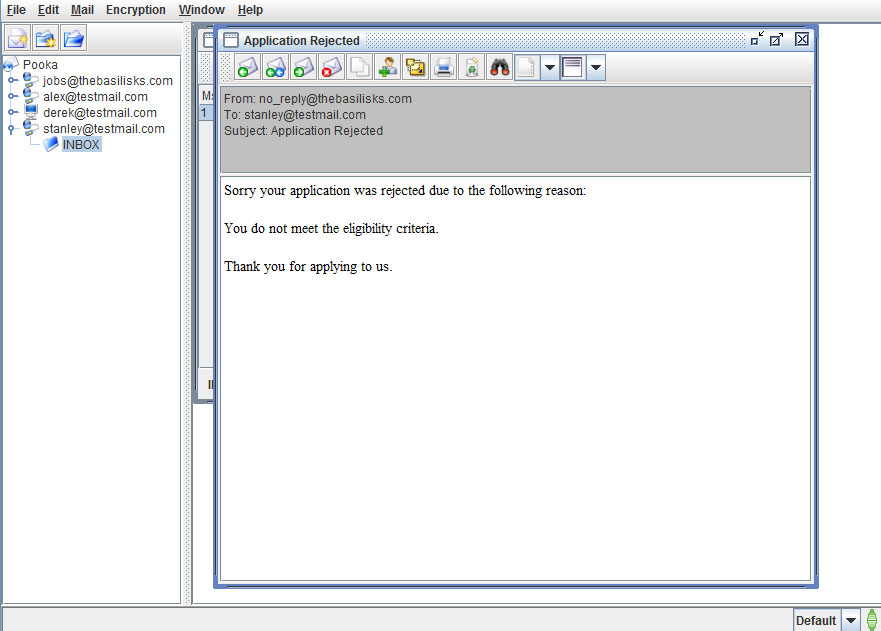 File Edit Mail Encryption Window Help
Pooka
jobs@thebasilisks.com
alex@testmail.com
derek@testmail.com
stanley@testmail.com
INBOX
1
Application Rejected
From: no_reply@thebasilisks.com
To: stanley@testmail.com
Subject: Application Rejected
Sorry your application was rejected due to the following reason:
You do not meet the eligibility criteria.
Thank you for applying to us.
Default